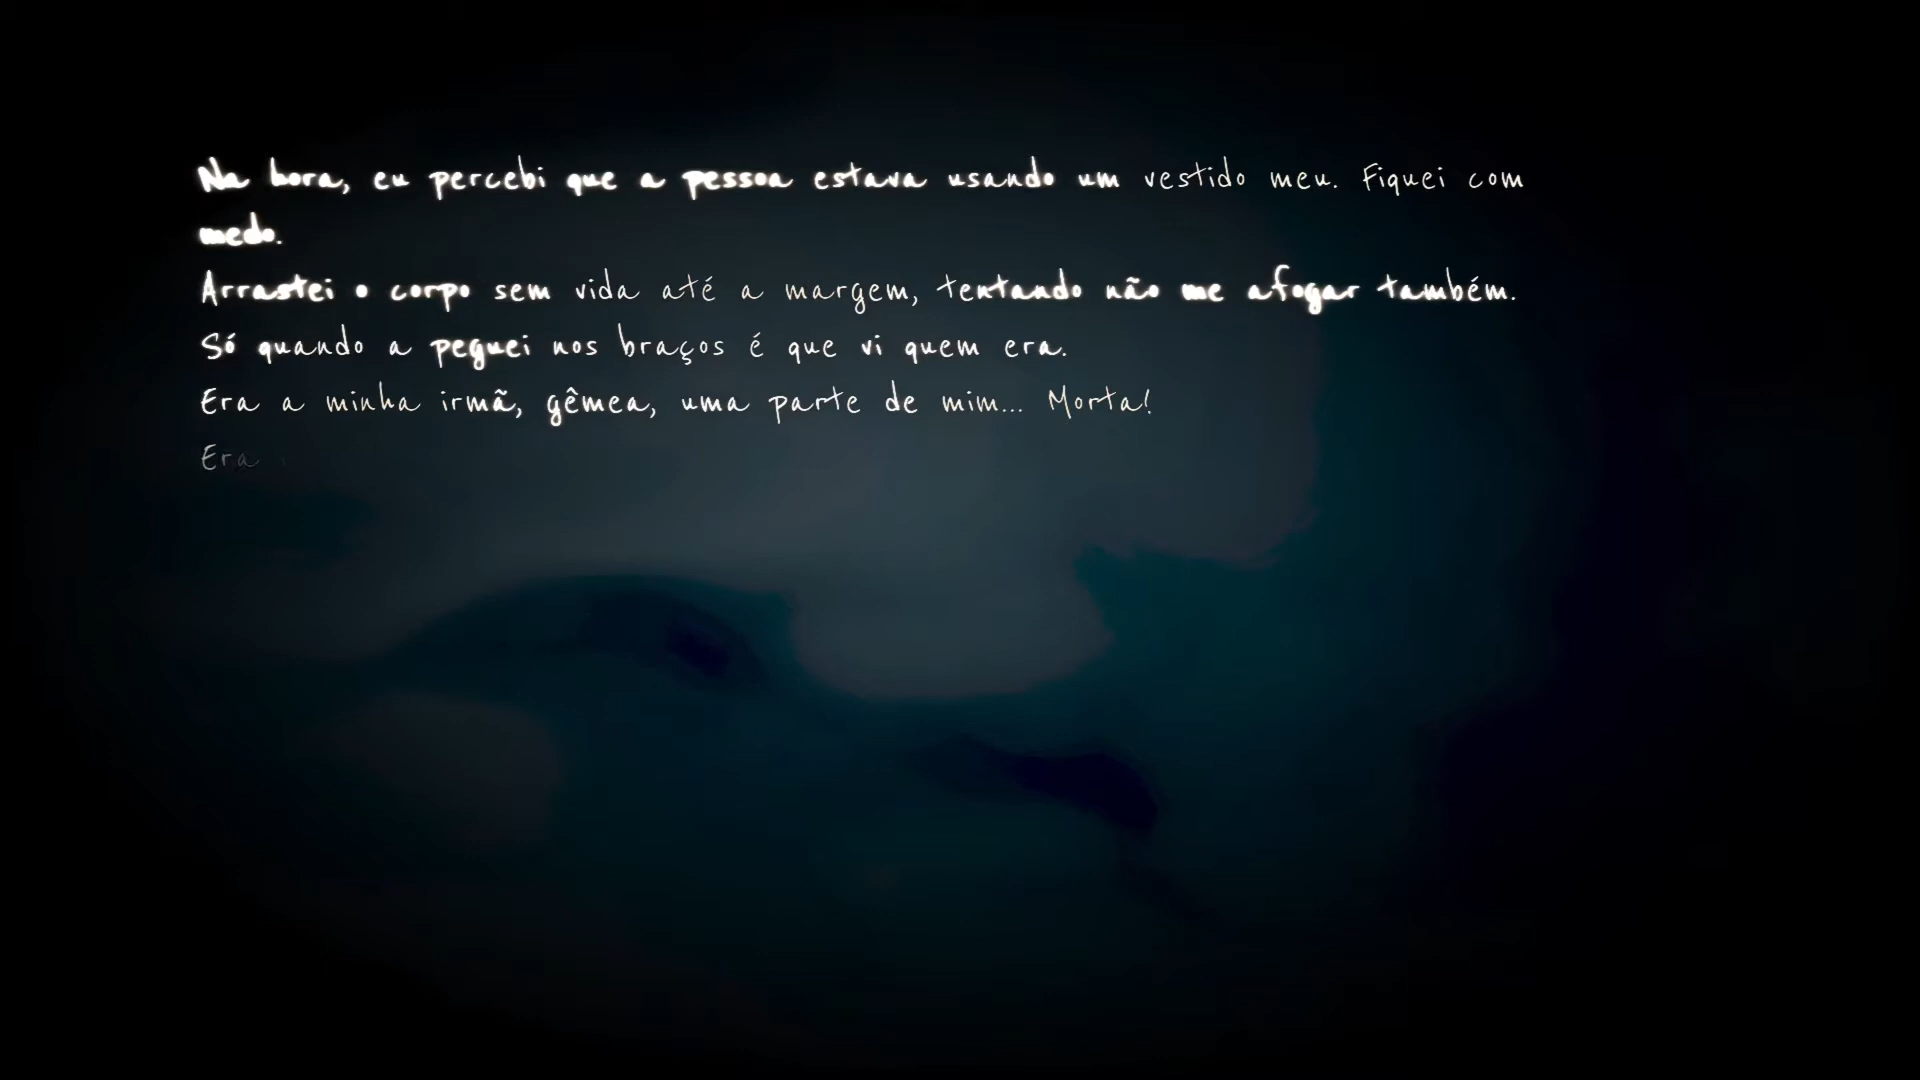 Na hora, eu percebi que a pessoa estava usando um vestido meu. Fiquei com
medo.
Arrastei o corpo sem vida até a margem, tentando não me afogar também.
Só quando a peguei nos braços é que vi quem era.
Era a minha irmã, gêmea, uma parte de mim... Morta!
Era